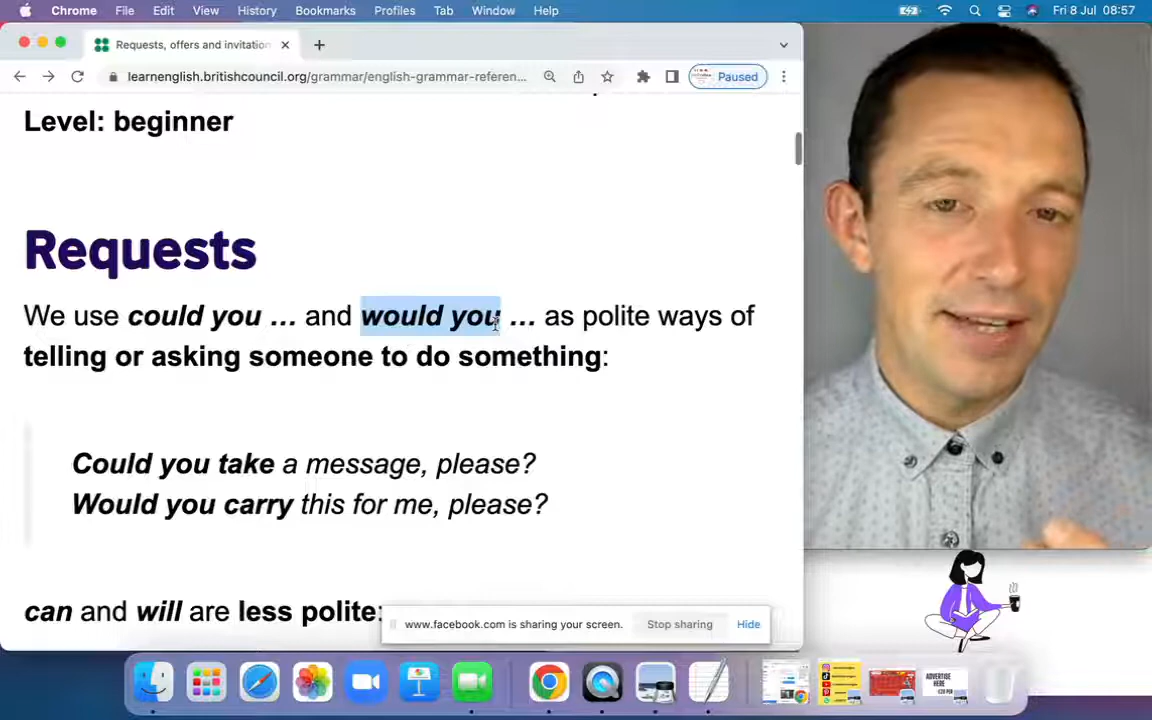 Chrome File Edit View History Bookmarks Profiles Tab Window Help Fri 8 Jul 08:57
Requests, offers and invitation
learnenglish.britishcouncil.org/grammar/english-grammar-referen... Paused
Level: beginner
Requests
We use could you ... and would you ... as polite ways of
telling or asking someone to do something:
Could you take a message, please?
Would you carry this for me, please?
can and will are less polite:
www.facebook.com is sharing your screen. Stop sharing Hide
ADVERTISE
HERE